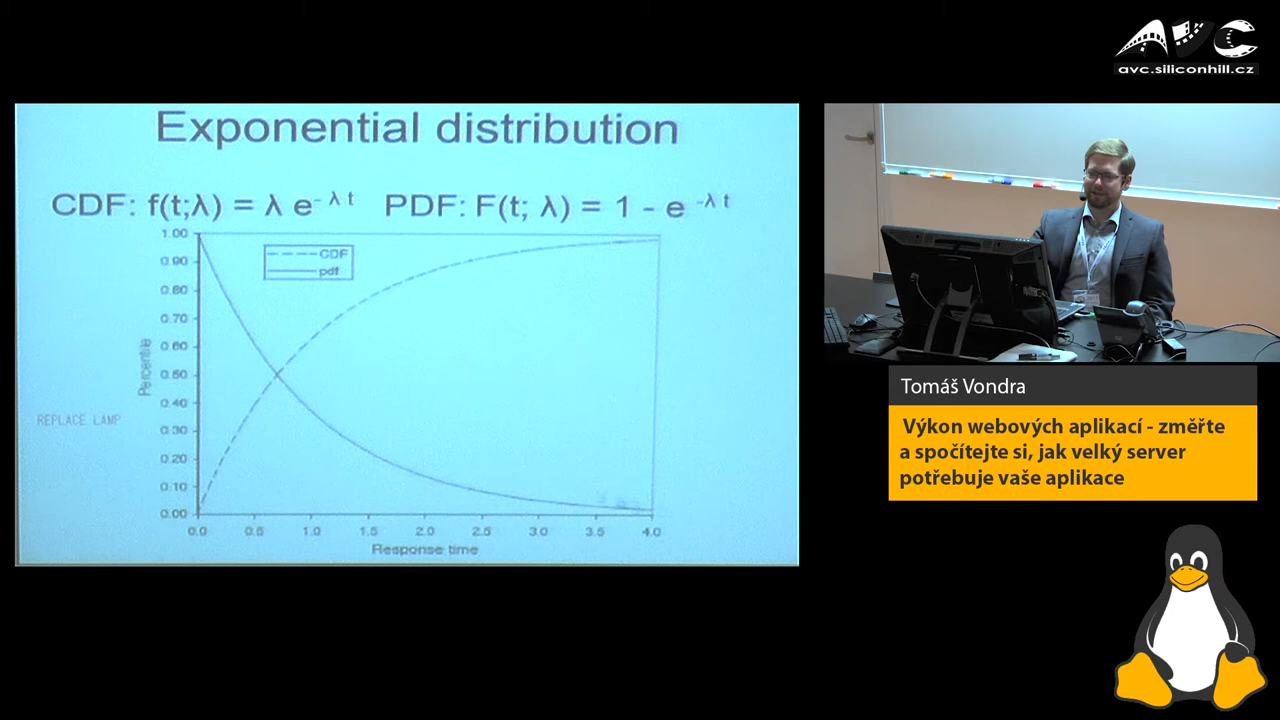 AVC
avc.siliconhill.cz
Exponential distribution
CDF: f(t;λ) = λ e^-λ t PDF: F(t; λ) = 1 - e^-λ t
CDF
pdf
1.00
0.90
0.80
0.70
0.60
0.50
0.40
0.30
0.20
0.10
0.00
Percentile
0.0 0.5 1.0 1.5 2.0 2.5 3.0 3.5 4.0
Response time
REPLACE LAMP
Tomáš Vondra
Výkon webových aplikací - změřte
a spočítejte si, jak velký server
potřebuje vaše aplikace